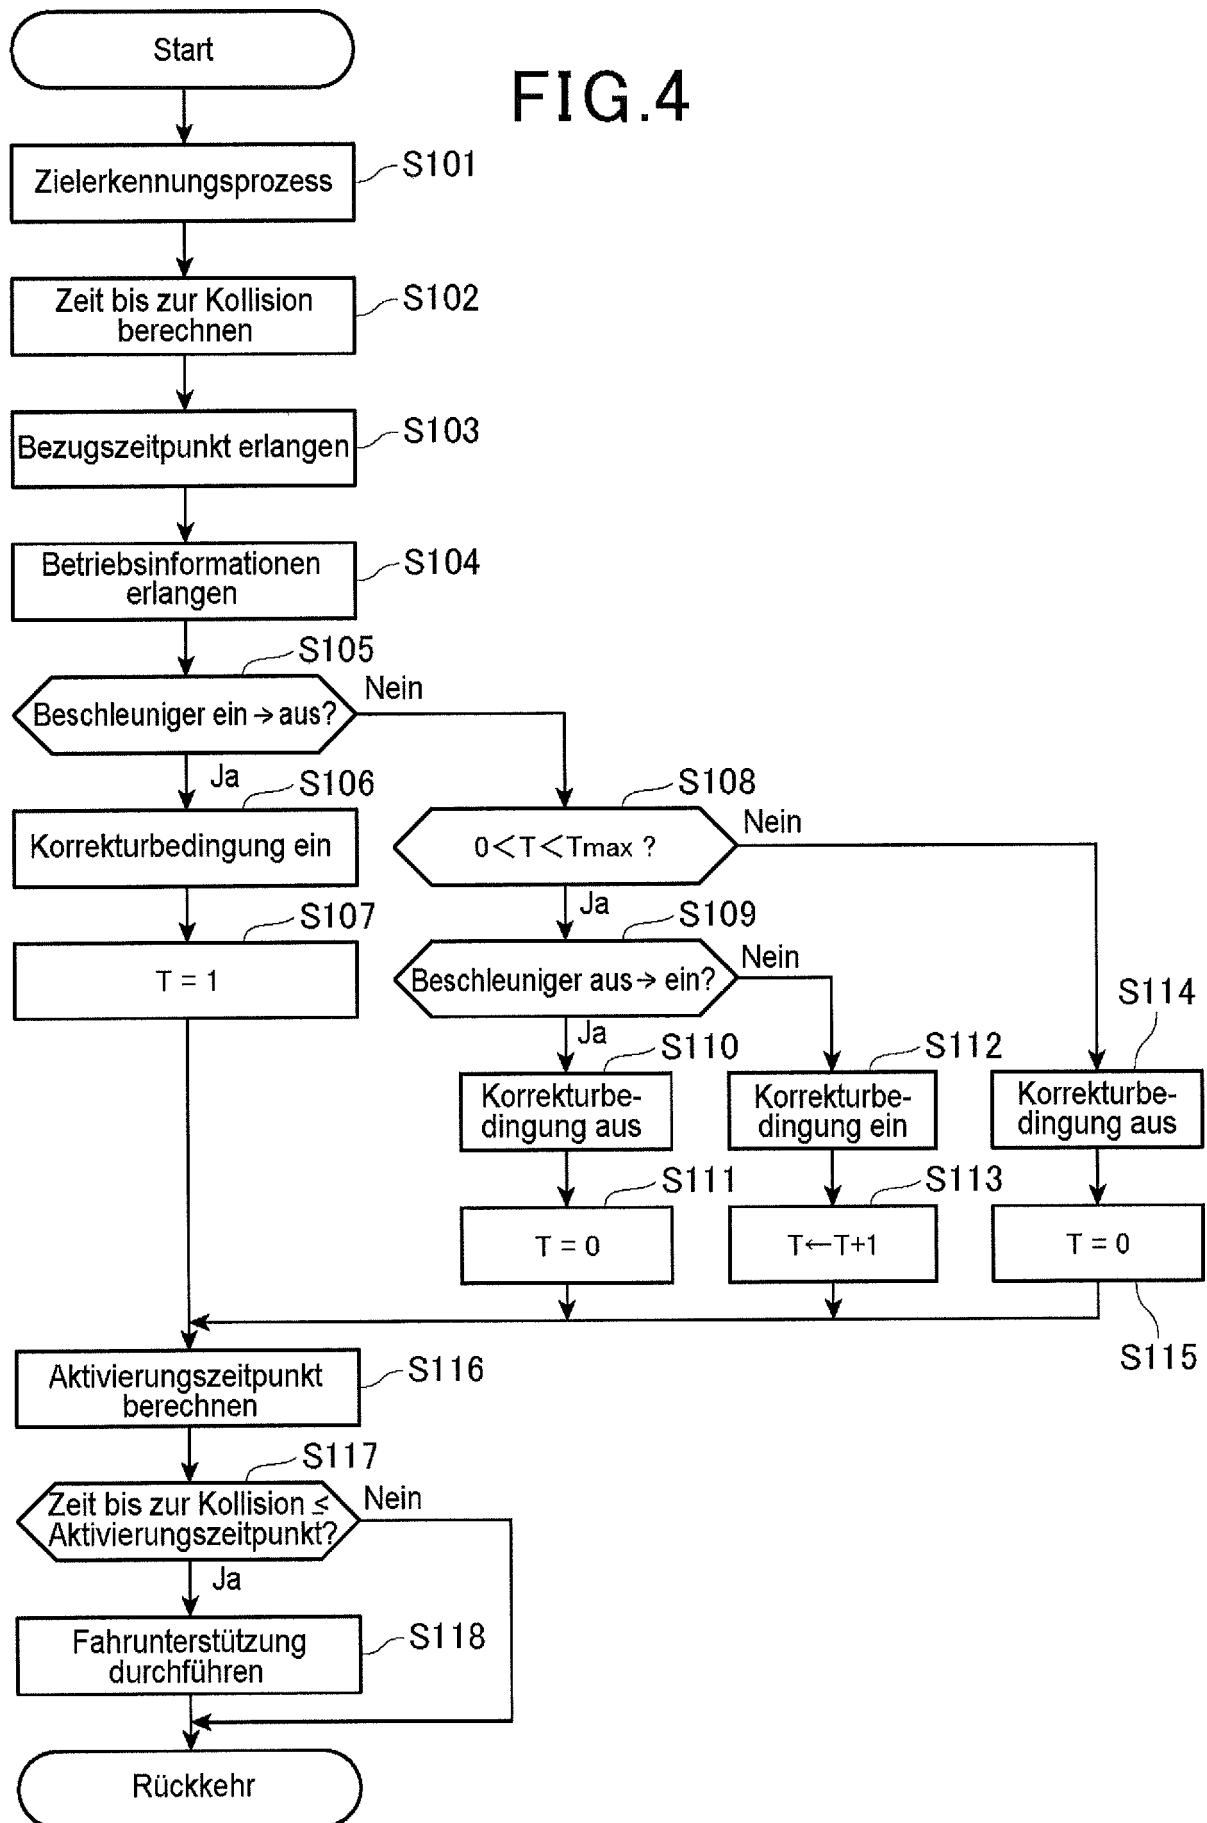 Start
FIG.4
Zielerkennungsprozess
S101
Zeit bis zur Kollision
berechnen
S102
Bezugszeitpunkt erlangen
S103
Betriebsinformationen
erlangen
S104
S105
Beschleuniger ein → aus?
Nein
Ja
S106
Korrekturbedingung ein
S107
T = 1
S108
0<T<Tmax ?
Nein
Ja
S109
Beschleuniger aus → ein?
Nein
Ja
S110
Korrekturbe-
dingung aus
S111
T = 0
S112
Korrekturbe-
dingung ein
S113
T←T+1
S114
Korrekturbe-
dingung aus
T = 0
S115
Aktivierungszeitpunkt
berechnen
S116
S117
Zeit bis zur Kollision ≤
Aktivierungszeitpunkt?
Nein
Ja
Fahrunterstützung
durchführen
S118
Rückkehr